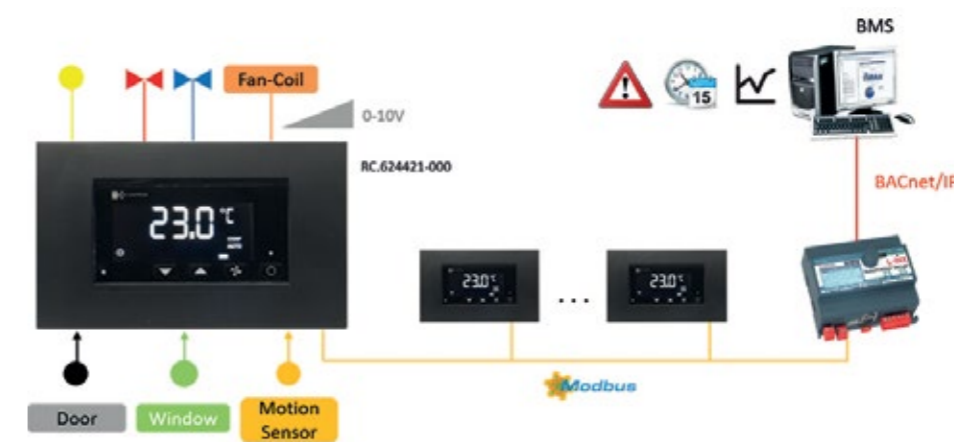 BMS
Fan-Coil
15
0-10V
RC.624421-000
BACnet/IP
23.0 °C
23.0 °C
23.0 °C
...
Modbus
Door
Window
Motion
Sensor